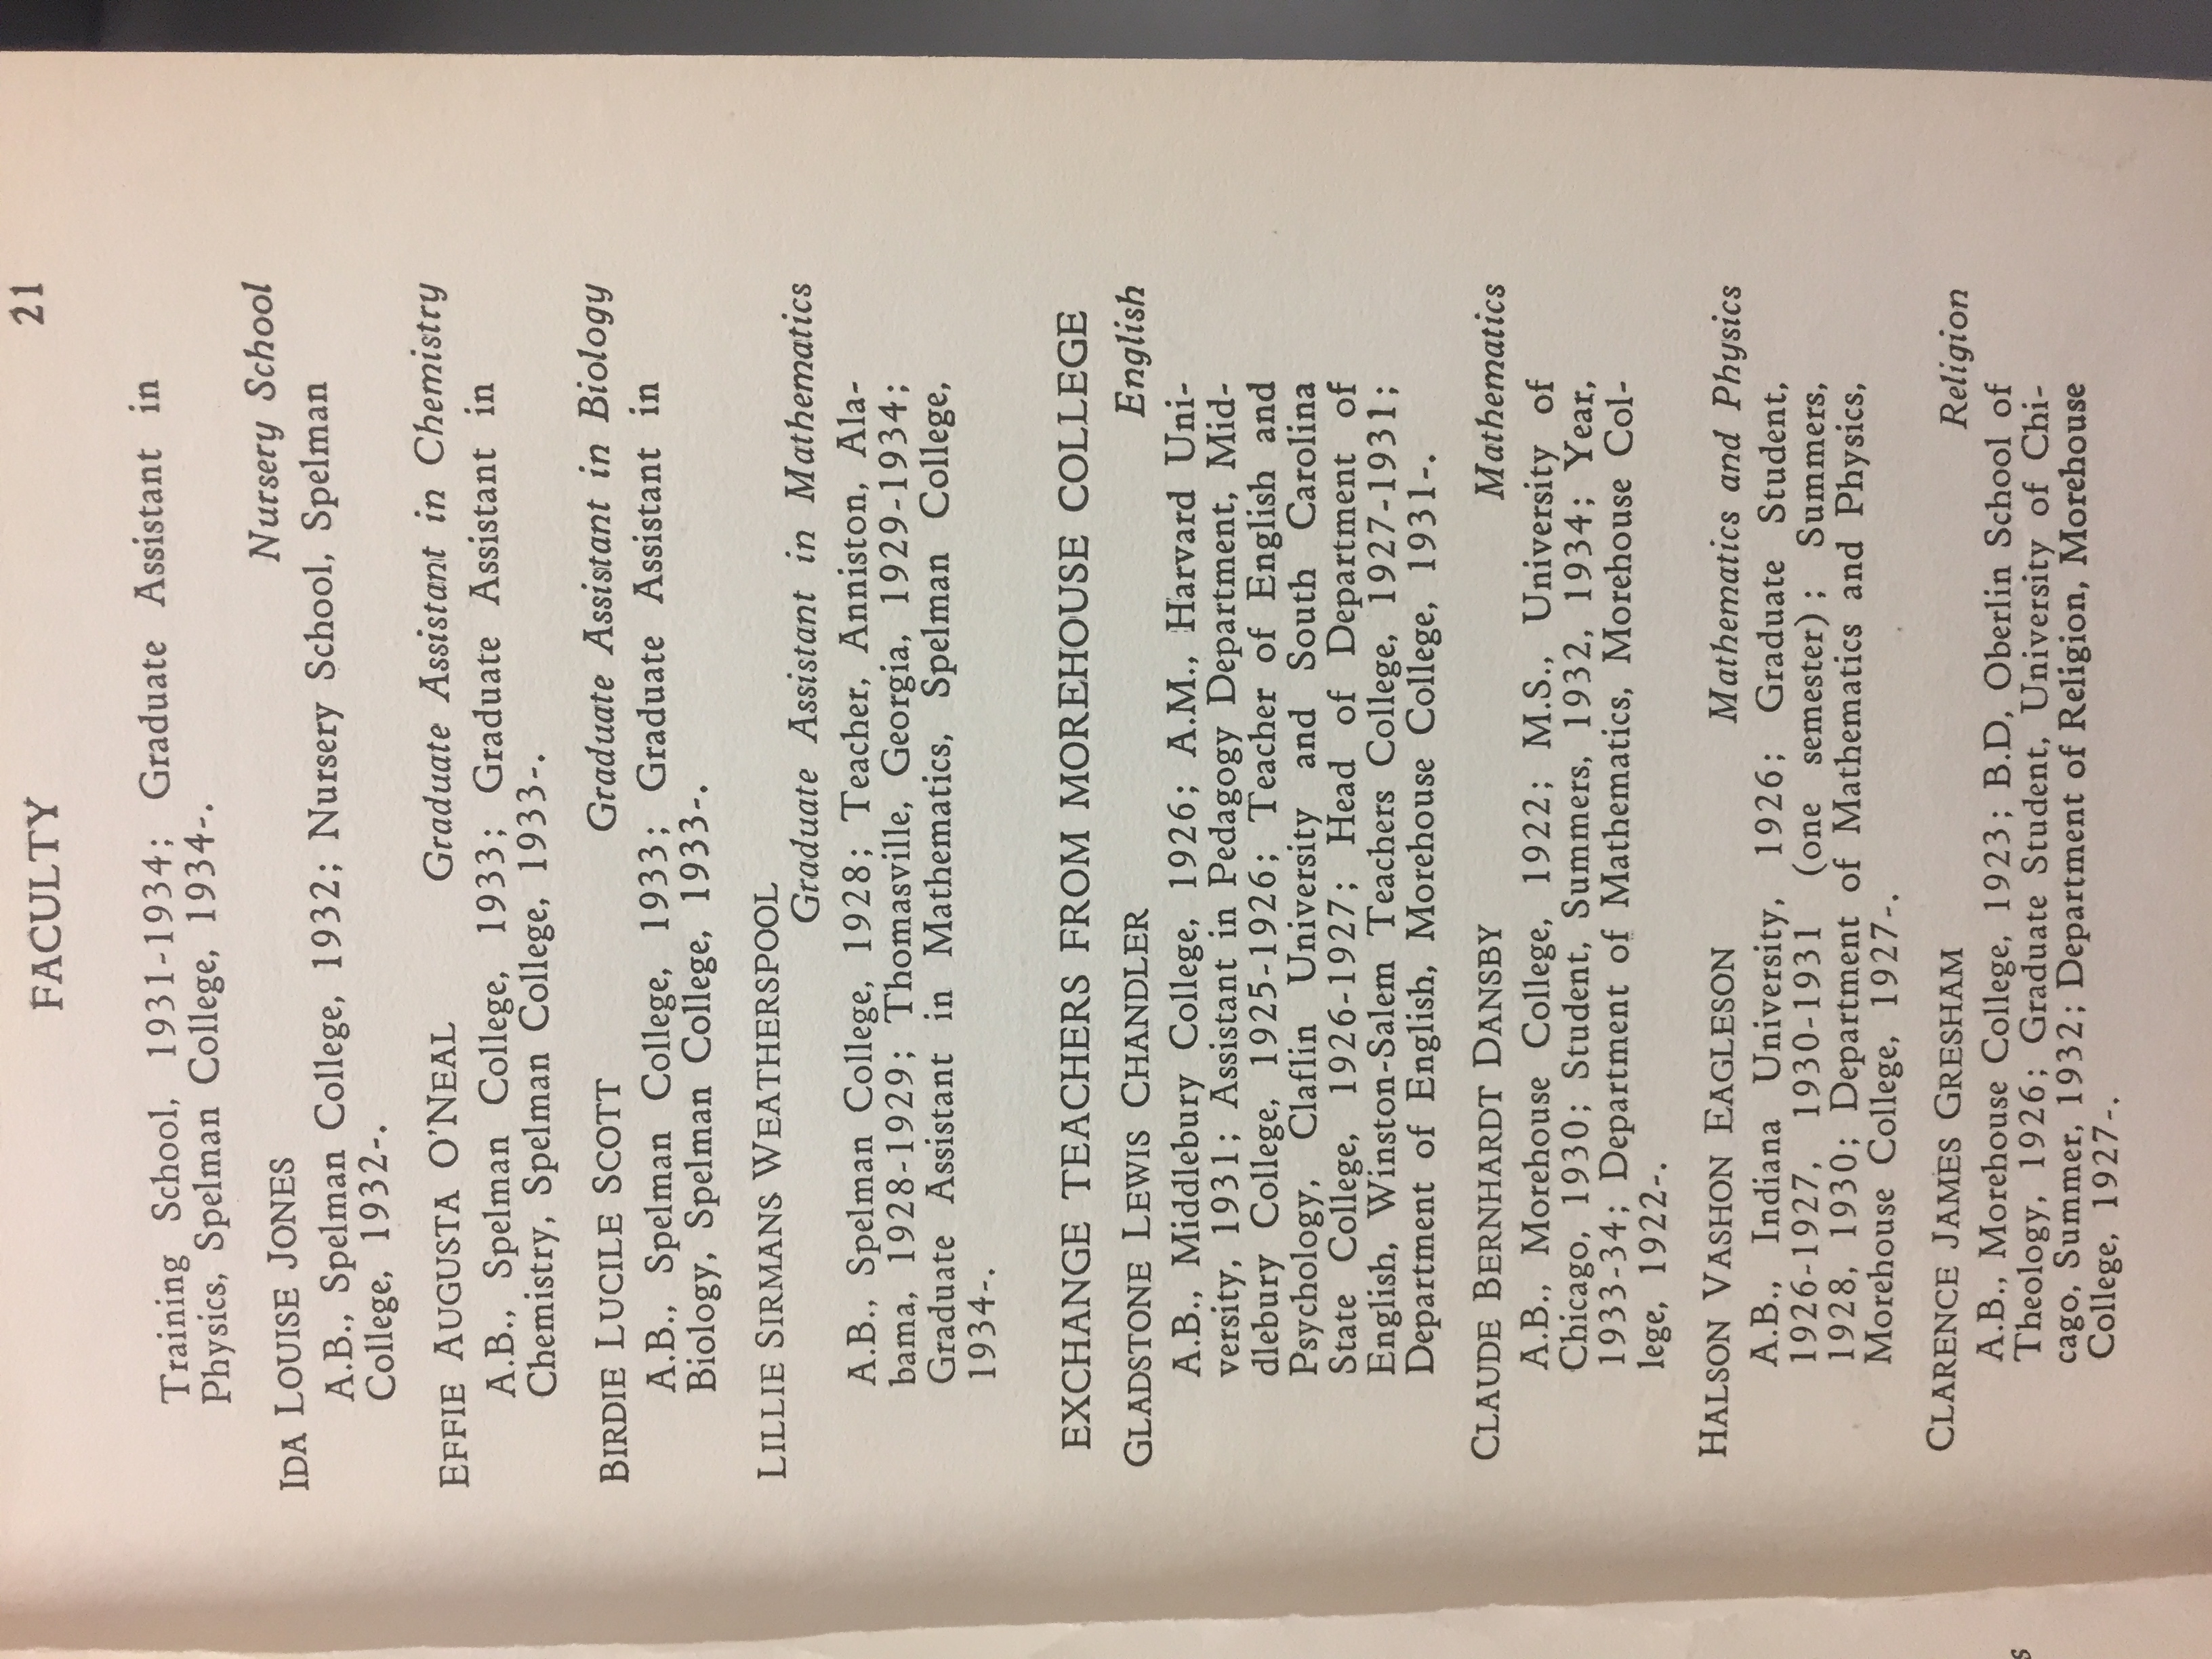 FACULTY 21
Training School, 1931-1934; Graduate Assistant in
Physics, Spelman College, 1934-.
IDA LOUISE JONES Nursery School
A.B., Spelman College, 1932; Nursery School, Spelman
College, 1932-.
EFFIE AUGUSTA O'NEAL Graduate Assistant in Chemistry
A.B., Spelman College, 1933; Graduate Assistant in
Chemistry, Spelman College, 1933-.
BIRDIE LUCILE SCOTT Graduate Assistant in Biology
A.B., Spelman College, 1933; Graduate Assistant in
Biology, Spelman College, 1933-.
LILLIE SIRMANS WEATHERSPOOL
Graduate Assistant in Mathematics
A.B., Spelman College, 1928; Teacher, Anniston, Ala-
bama, 1928-1929; Thomasville, Georgia, 1929-1934;
Graduate Assistant in Mathematics, Spelman College,
1934-.
EXCHANGE TEACHERS FROM MOREHOUSE COLLEGE
GLADSTONE LEWIS CHANDLER English
A.B., Middlebury College, 1926; A.M., Harvard Uni-
versity, 1931; Assistant in Pedagogy Department, Mid-
dlebury College, 1925-1926; Teacher of English and
Psychology, Claflin University and South Carolina
State College, 1926-1927; Head of Department of
English, Winston-Salem Teachers College, 1927-1931;
Department of English, Morehouse College, 1931-.
CLAUDE BERNHARDT DANSBY Mathematics
A.B., Morehouse College, 1922; M.S., University of
Chicago, 1930; Student, Summers, 1932, 1934; Year,
1933-34; Department of Mathematics, Morehouse Col-
lege, 1922-.
HALSON VASHON EAGLESON Mathematics and Physics
A.B., Indiana University, 1926; Graduate Student,
1926-1927, 1930-1931 (one semester); Summers,
1928, 1930; Department of Mathematics and Physics,
Morehouse College, 1927-.
CLARENCE JAMES GRESHAM Religion
A.B., Morehouse College, 1923; B.D, Oberlin School of
Theology, 1926; Graduate Student, University of Chi-
cago, Summer, 1932; Department of Religion, Morehouse
College, 1927-.